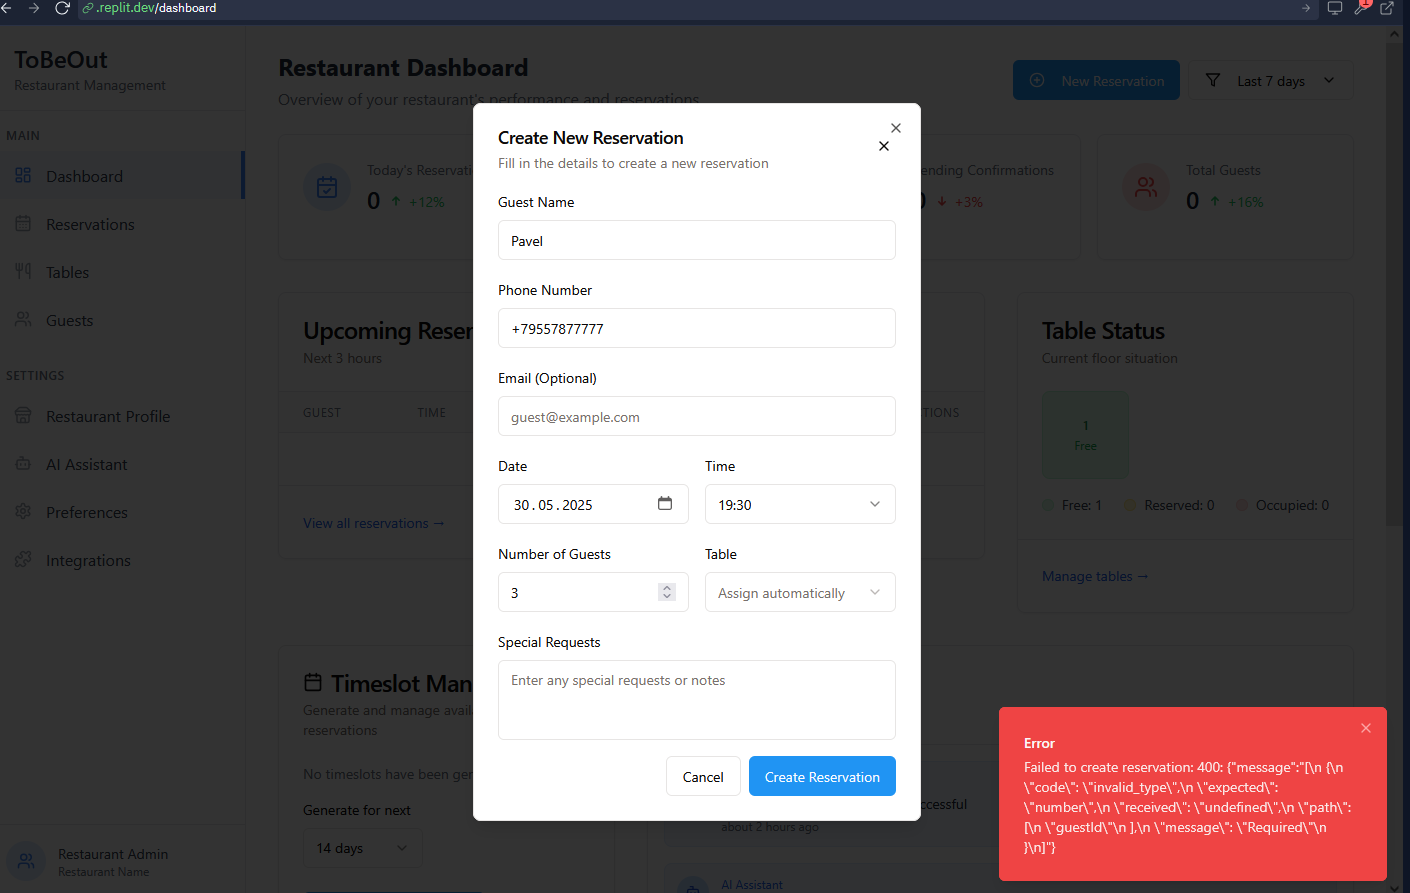 .replit.dev/dashboard
1
ToBeOut
Restaurant Management
MAIN
Dashboard
Reservations
Tables
Guests
SETTINGS
Restaurant Profile
AI Assistant
Preferences
Integrations
Restaurant Admin
Restaurant Name
Restaurant Dashboard
Overview of your restaurant's performance and reservations
New Reservation
Last 7 days
Today's Reservati
0 +12%
ending Confirmations
+3%
Total Guests
0 +16%
Upcoming Reser
Next 3 hours
GUEST TIME
TIONS
View all reservations →
Table Status
Current floor situation
1
Free
Free: 1 Reserved: 0 Occupied: 0
Manage tables →
Timeslot Man
Generate and manage avail
reservations
No timeslots have been ger
Generate for next
14 days
ccessful
about 2 hours ago
AI Assistant
Create New Reservation
Fill in the details to create a new reservation
Guest Name
Pavel
Phone Number
+79557877777
Email (Optional)
guest@example.com
Date Time
30.05.2025 19:30
Number of Guests Table
3 Assign automatically
Special Requests
Enter any special requests or notes
Cancel Create Reservation
Error
Failed to create reservation: 400: {"message":"[\n {\n
\"code\": \"invalid_type\",\n \"expected\":
\"number\",\n \"received\": \"undefined\",\n \"path\":
[\n \"guestId\"\n ],\n \"message\": \"Required\"\n
}\n]"}